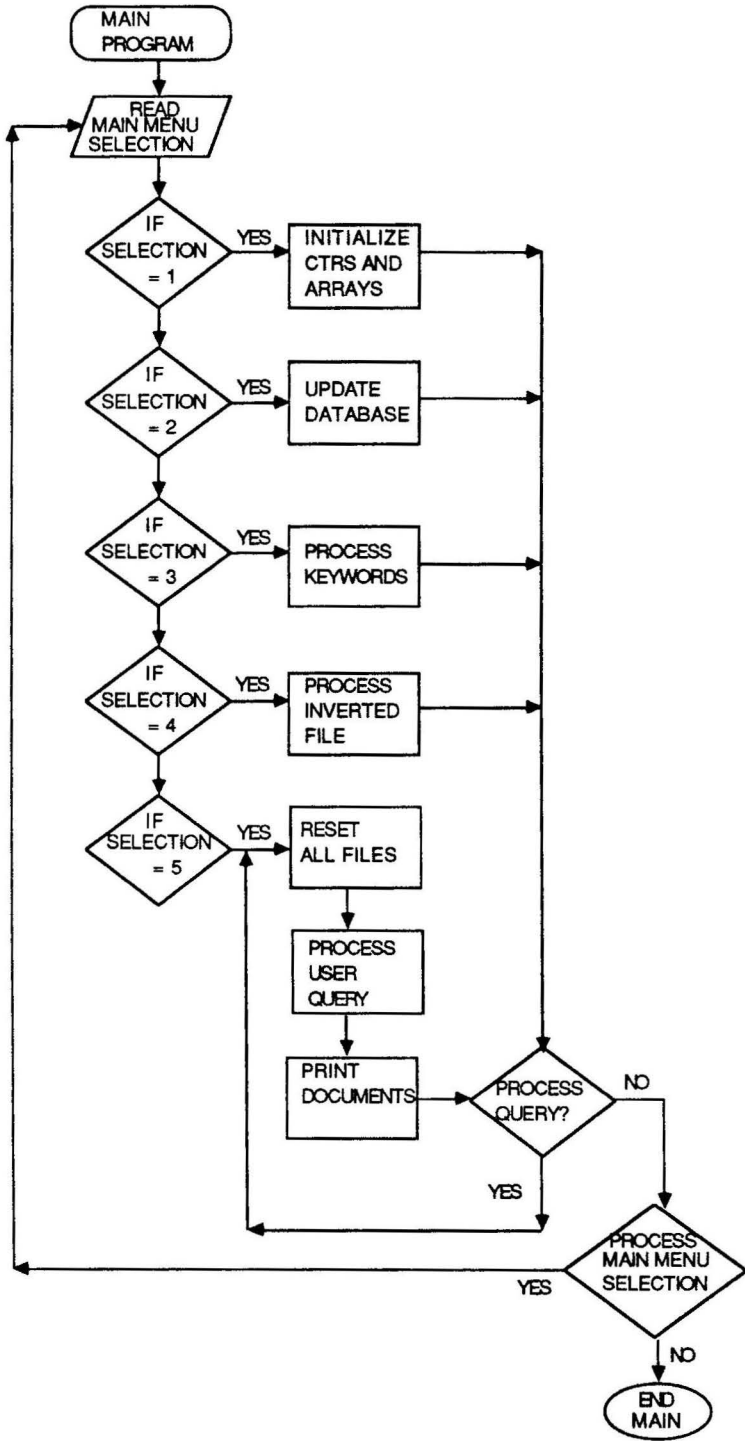 MAIN
PROGRAM
READ
MAIN MENU
SELECTION
IF
SELECTION
= 1
YES
INITIALIZE
CTRS AND
ARRAYS
IF
SELECTION
= 2
YES
UPDATE
DATABASE
IF
SELECTION
= 3
YES
PROCESS
KEYWORDS
IF
SELECTION
= 4
YES
PROCESS
INVERTED
FILE
IF
SELECTION
= 5
YES
RESET
ALL FILES
PROCESS
USER
QUERY
PRINT
DOCUMENTS
PROCESS
QUERY?
NO
YES
PROCESS
MAIN MENU
SELECTION
YES
NO
END
MAIN